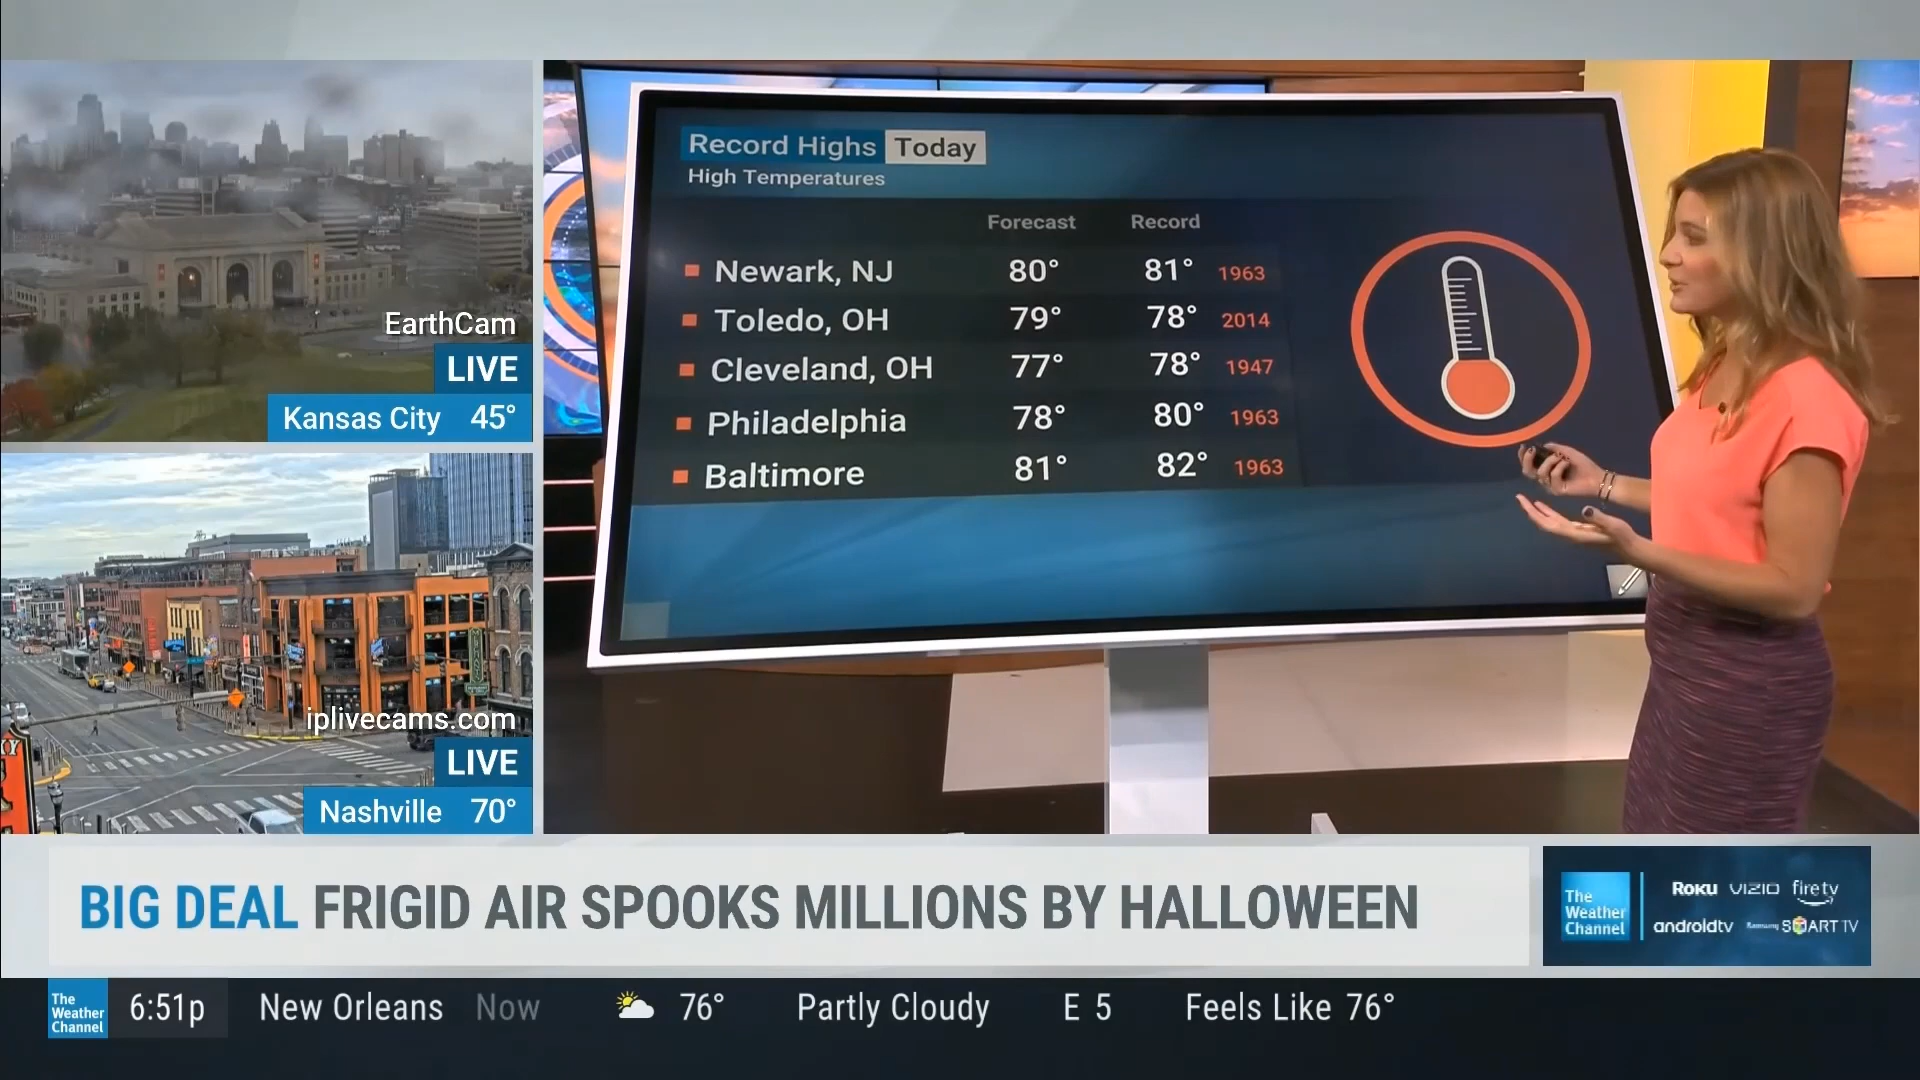 EarthCam
LIVE
Kansas City 45°
iplivecams.com
LIVE
Nashville 70°
Record Highs Today
High Temperatures
Forecast Record
Newark, NJ 80° 81° 1963
Toledo, OH 79° 78° 2014
Cleveland, OH 77° 78° 1947
Philadelphia 78° 80° 1963
Baltimore 81° 82° 1963
BIG DEAL FRIGID AIR SPOOKS MILLIONS BY HALLOWEEN
The
Weather
Channel
Roku VIZIO firetv
androidtv Samsung SMART TV
The
Weather
Channel
6:51p New Orleans Now 76° Partly Cloudy E 5 Feels Like 76°